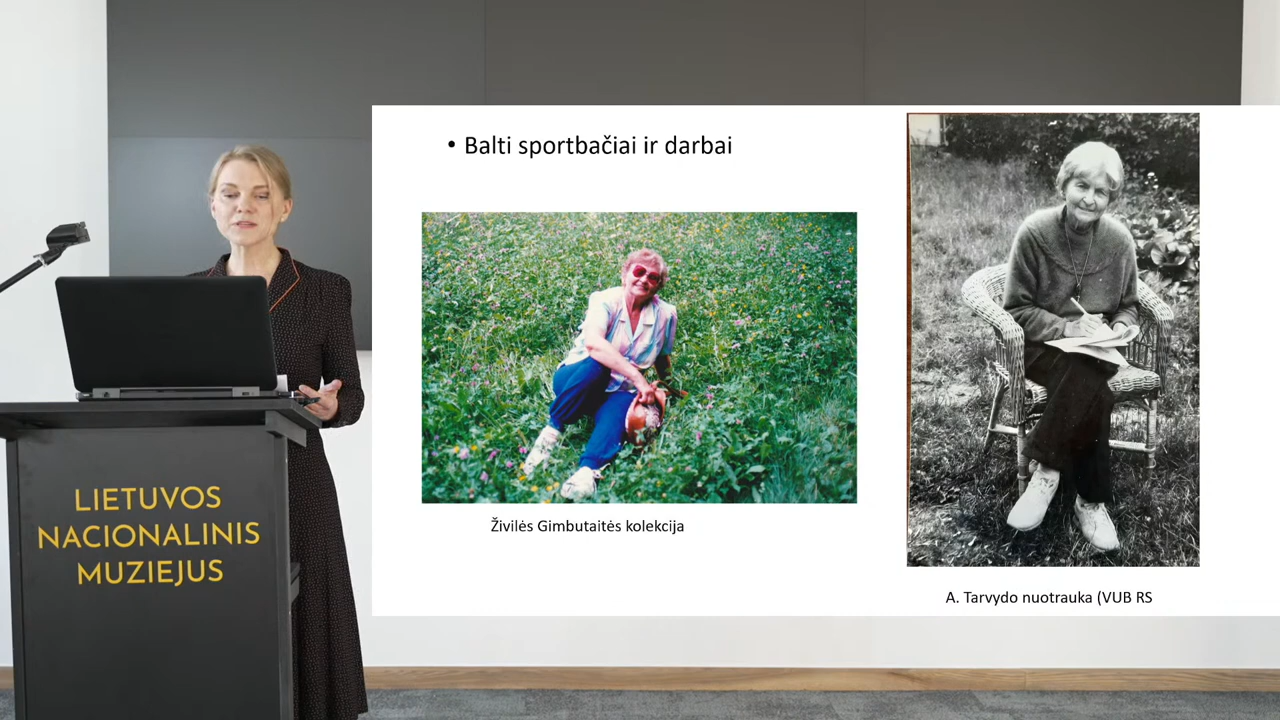 • Balti sportbačiai ir darbai
Živilės Gimbutaitės kolekcija
A. Tarvydo nuotrauka (VUB RS
LIETUVOS
NACIONALINIS
MUZIEJUS